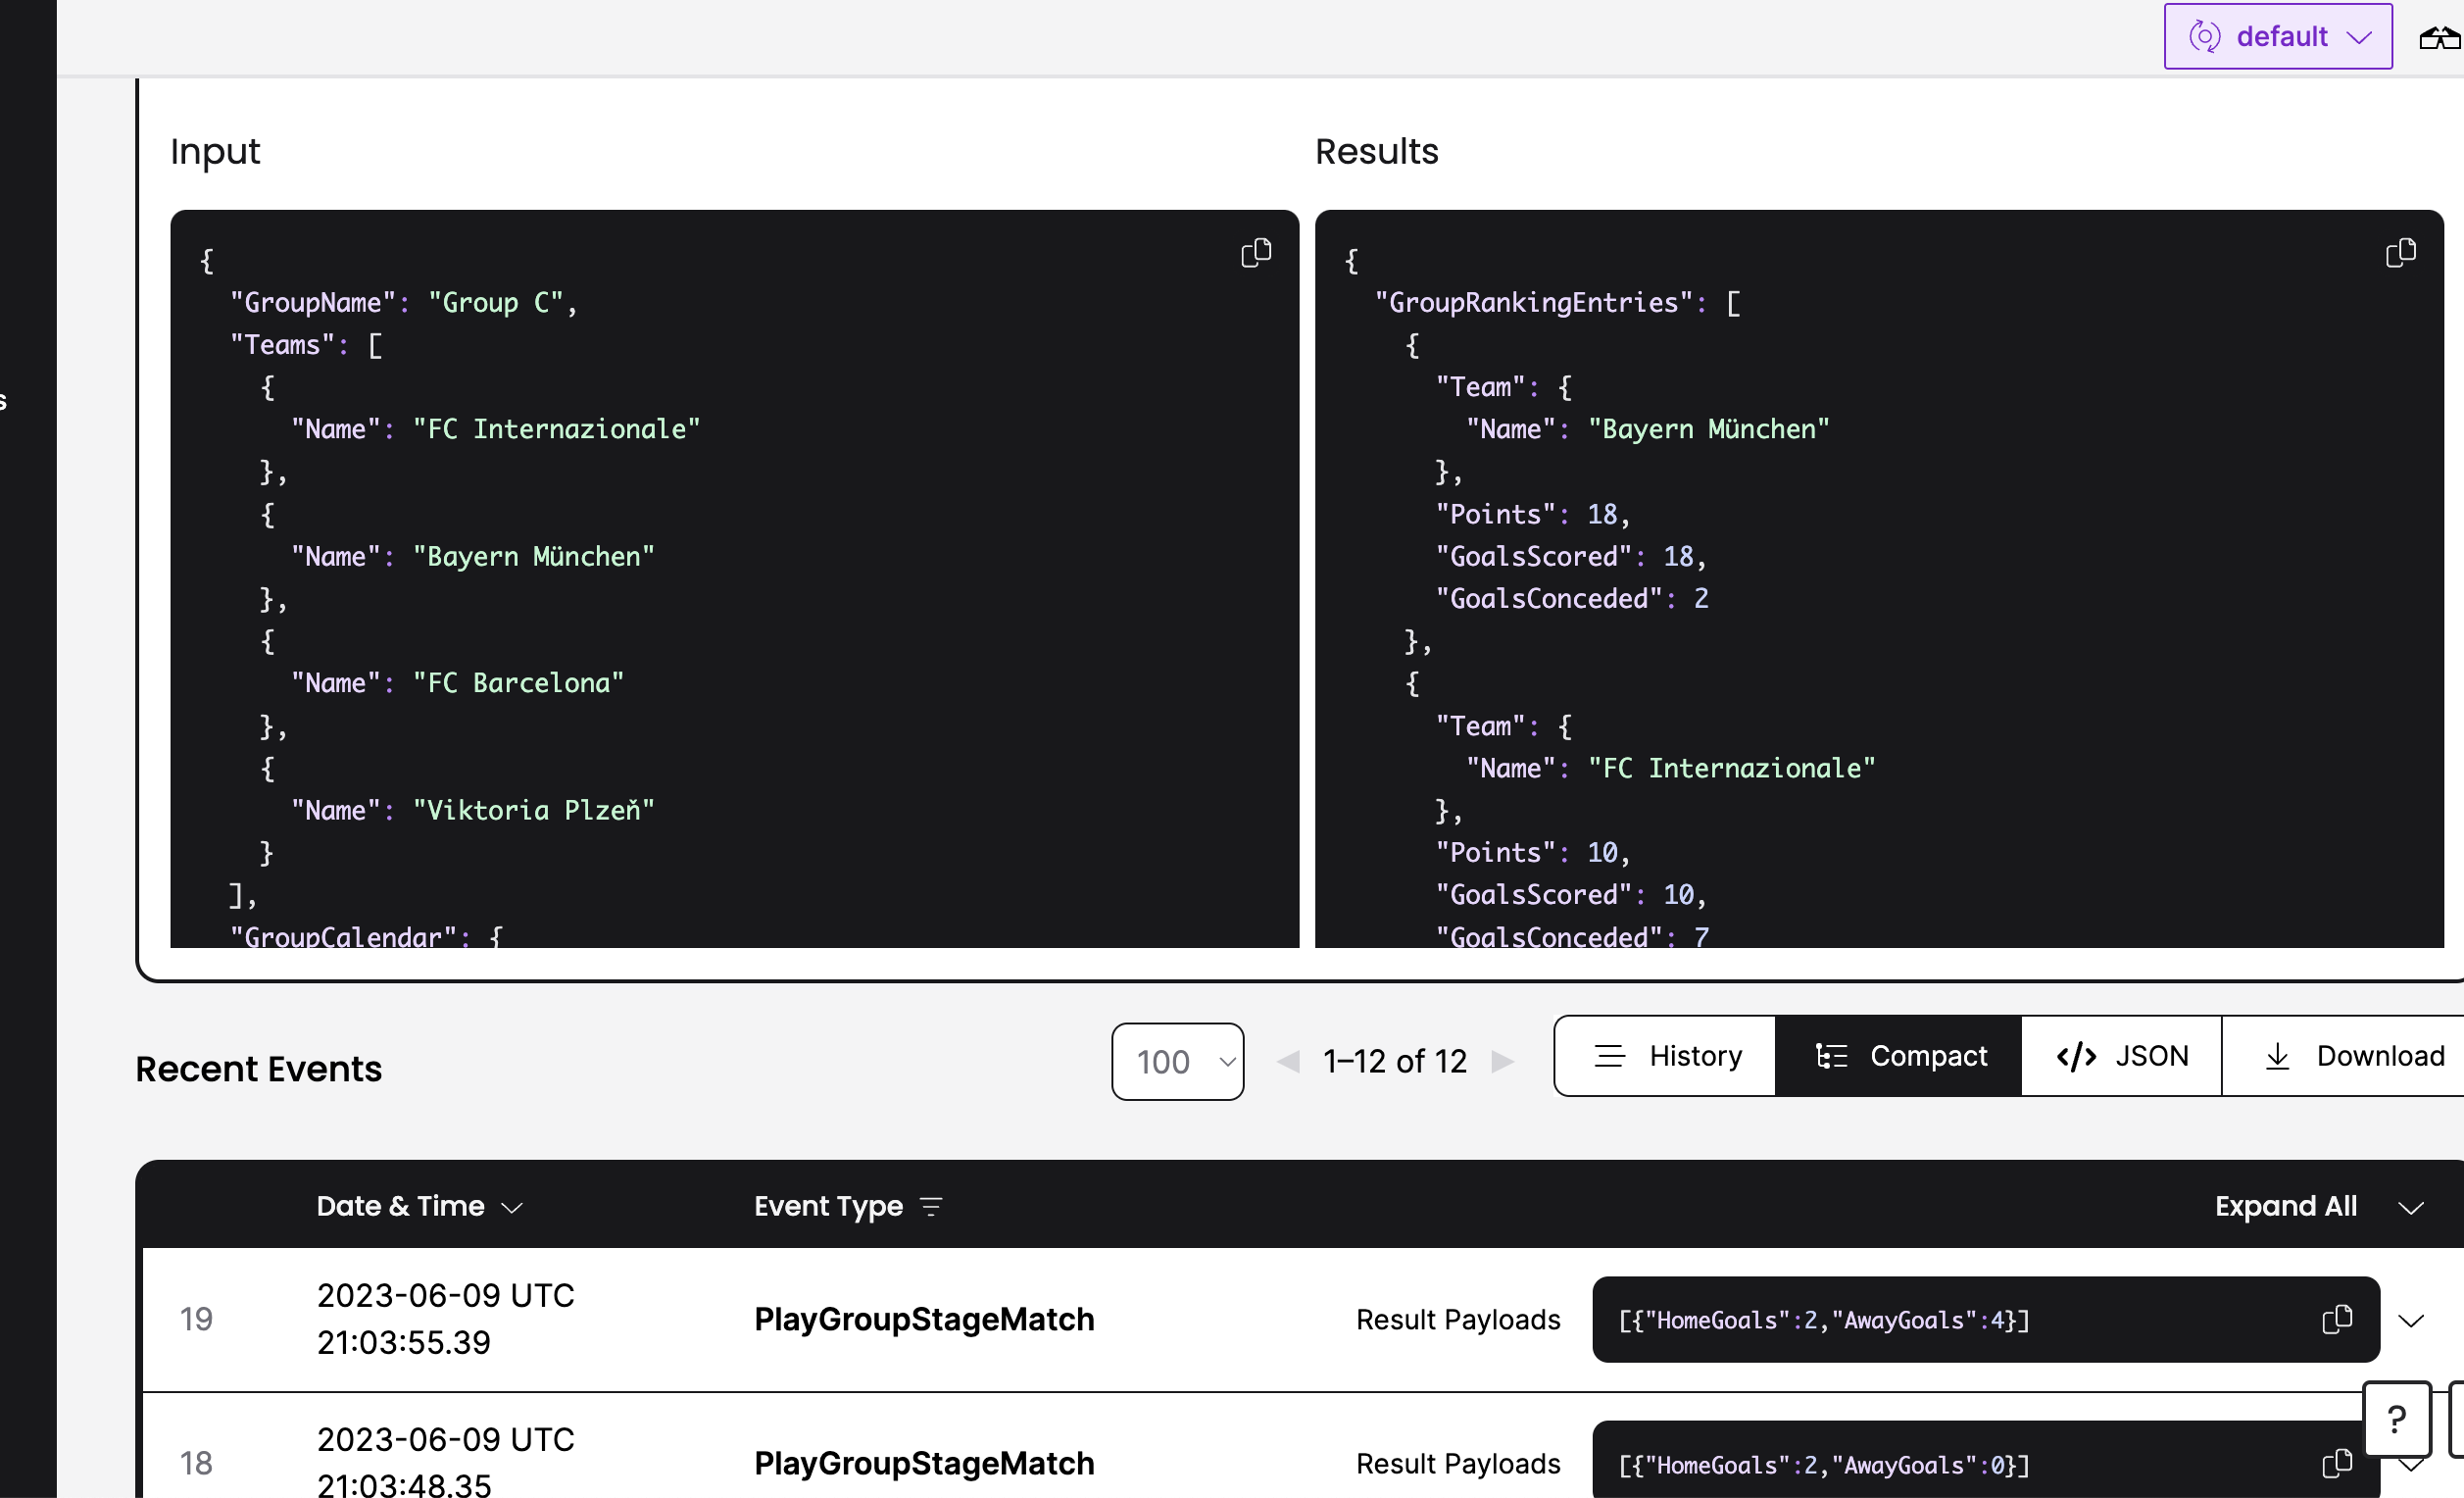 default
s
Input
Results
{
"GroupName": "Group C",
"Teams": [
{
"Name": "FC Internazionale"
},
{
"Name": "Bayern München"
},
{
"Name": "FC Barcelona"
},
{
"Name": "Viktoria Plzeň"
}
],
"GroupCalendar": {
{
"GroupRankingEntries": [
{
"Team": {
"Name": "Bayern München"
},
"Points": 18,
"GoalsScored": 18,
"GoalsConceded": 2
},
{
"Team": {
"Name": "FC Internazionale"
},
"Points": 10,
"GoalsScored": 10,
"GoalsConceded": 7
Recent Events
100
1–12 of 12
History
Compact
</> JSON
Download
Date & Time
Event Type
Expand All
19
2023-06-09 UTC
21:03:55.39
PlayGroupStageMatch
Result Payloads
[{"HomeGoals":2,"AwayGoals":4}]
18
2023-06-09 UTC
21:03:48.35
PlayGroupStageMatch
Result Payloads
[{"HomeGoals":2,"AwayGoals":0}]
?